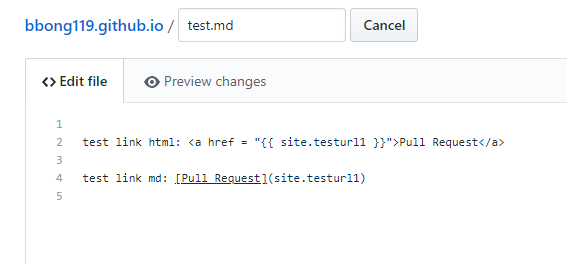 bbong119.github.io / test.md Cancel
<> Edit file Preview changes
1
2 test link html: <a href = "{{ site.testurl1 }}">Pull Request</a>
3
4 test link md: [Pull Request](site.testurl1)
5